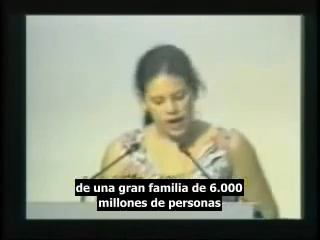 de una gran familia de 6.000
millones de personas